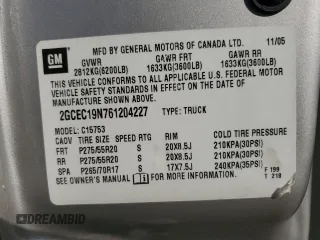 GM
MFD BY GENERAL MOTORS OF CANADA LTD. 11/05
GVWR GAWR FRT GAWR RR
2812KG(6200LB) 1633KG(3600LB) 1633KG(3600LB)
THIS VEHICLE CONFORMS TO ALL APPLICABLE U.S. FEDERAL MOTOR
VEHICLE SAFETY STANDARDS IN EFFECT ON THE DATE OF
MANUFACTURE SHOWN ABOVE.
2GCEC19N761204227 TYPE: TRUCK
C15753
TIRE SIZE SPEED RTG RIM COLD TIRE PRESSURE
FRT P275/55R20 S 20X8.5J 210KPA(30PSI)
RR P275/55R20 S 20X8.5J 210KPA(30PSI)
SPA P265/70R17 S 17X7.5J 240KPA(35PSI)
SEE OWNER'S MANUAL FOR ADDITIONAL INFORMATION.
DREAMBID